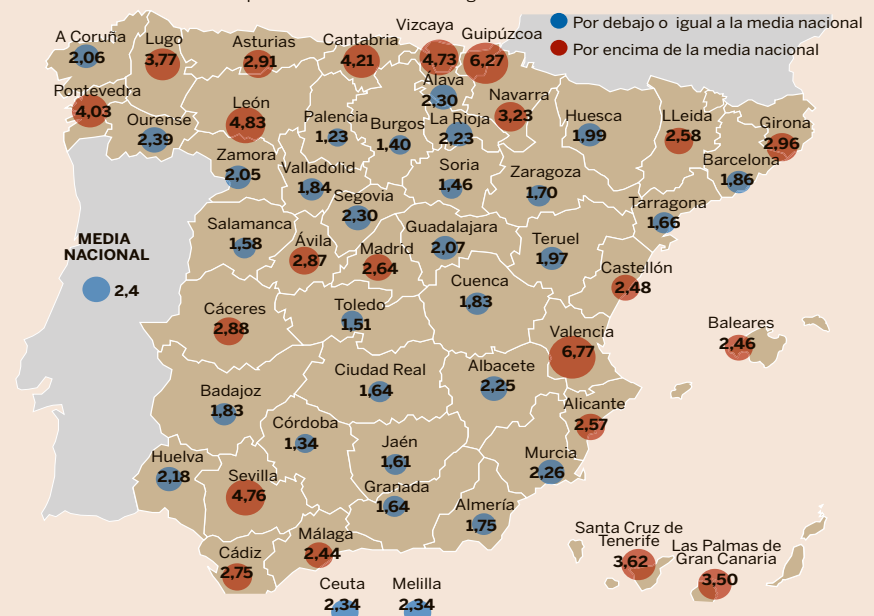 Por debajo o igual a la media nacional
Por encima de la media nacional
A Coruña
2,06
Lugo
3,77
Asturias
2,91
Cantabria
4,21
Vizcaya
4,73
Guipúzcoa
6,27
Pontevedra
4,03
Ourense
2,39
León
4,83
Palencia
1,23
Burgos
1,40
Álava
2,30
La Rioja
2,23
Navarra
3,23
Huesca
1,99
LLeida
2,58
Girona
2,96
Barcelona
1,86
Zamora
2,05
Valladolid
1,84
Segovia
2,30
Soria
1,46
Zaragoza
1,70
Tarragona
1,66
MEDIA
NACIONAL
2,4
Salamanca
1,58
Ávila
2,87
Madrid
2,64
Guadalajara
2,07
Teruel
1,97
Castellón
2,48
Cáceres
2,88
Toledo
1,51
Cuenca
1,83
Valencia
6,77
Baleares
2,46
Badajoz
1,83
Ciudad Real
1,64
Albacete
2,25
Alicante
2,57
Córdoba
1,34
Jaén
1,61
Murcia
2,26
Huelva
2,18
Sevilla
4,76
Granada
1,64
Almería
1,75
Cádiz
2,75
Málaga
2,44
Santa Cruz de
Tenerife
3,62
Las Palmas de
Gran Canaria
3,50
Ceuta
2,34
Melilla
2,34